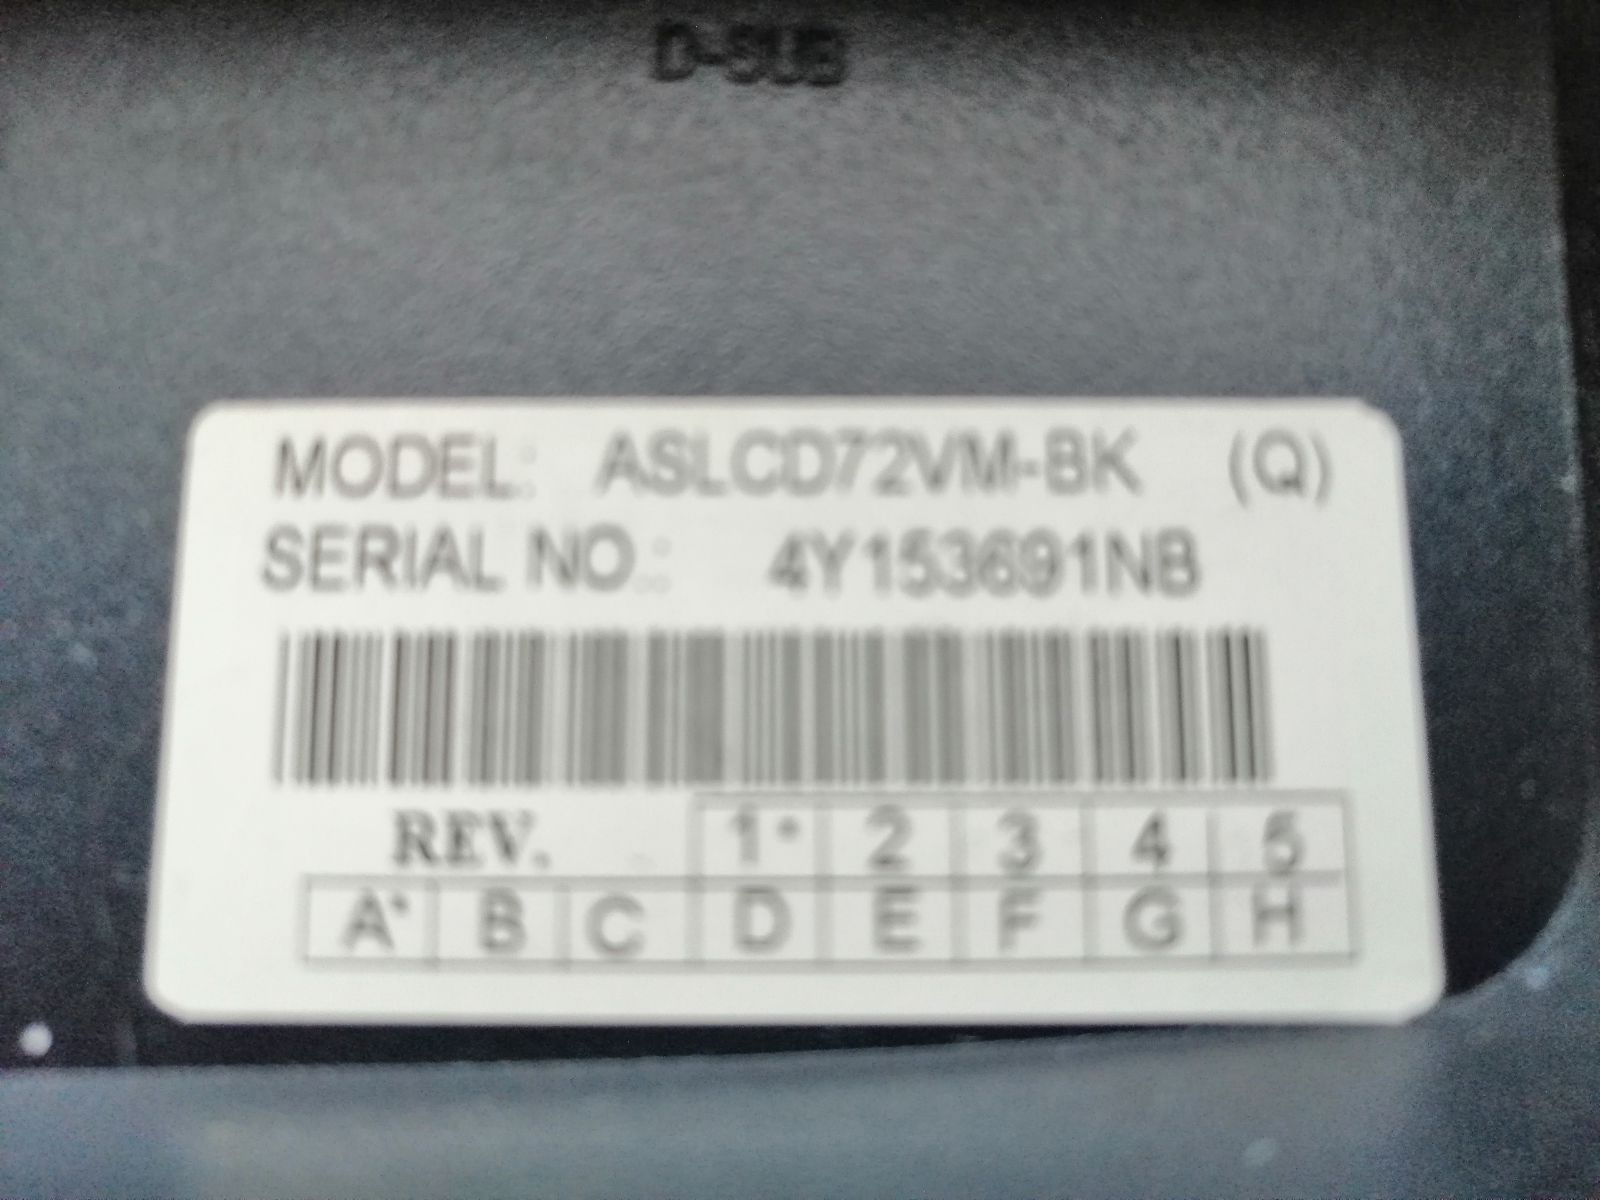 D-SUB
MODEL: ASLCD72VM-BK (Q)
SERIAL NO.: 4Y153691NB
REV. 1* 2 3 4 5
A* B C D E F G H